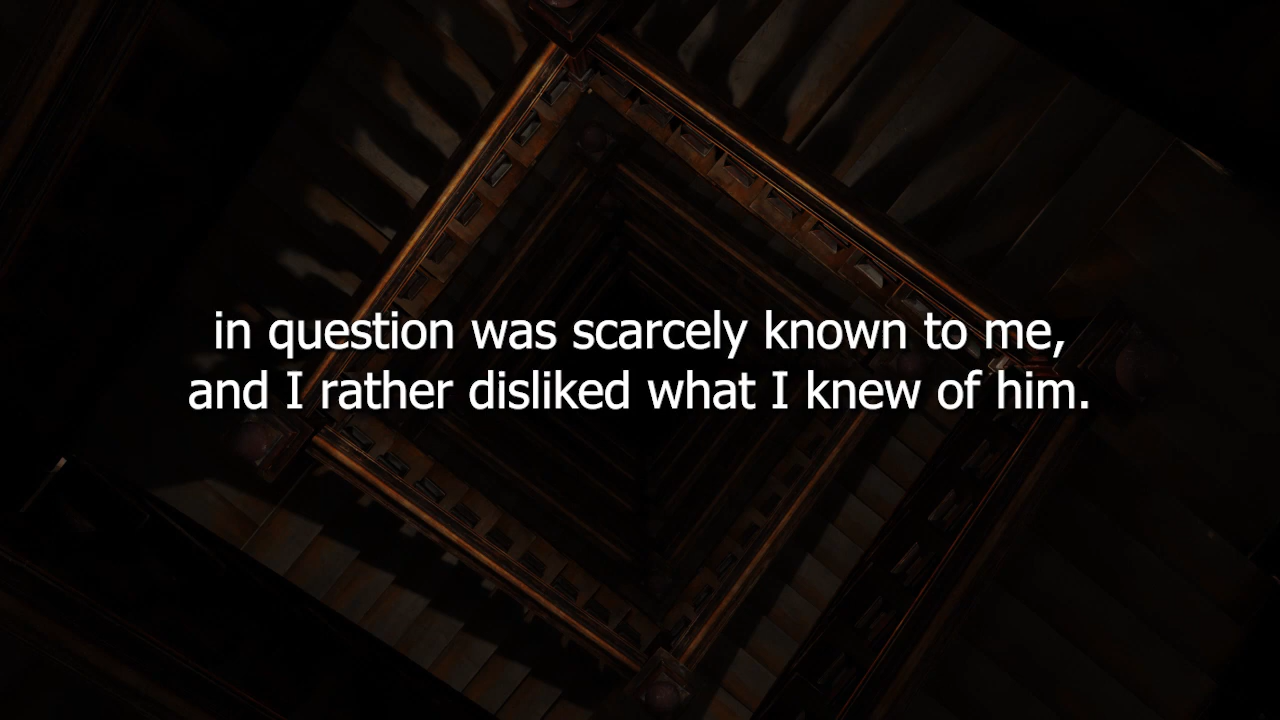 in question was scarcely known to me,
and I rather disliked what I knew of him.